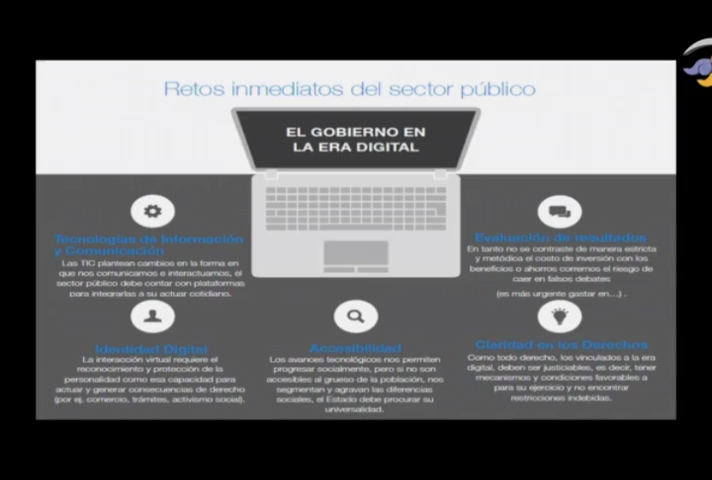 Retos inmediatos del sector público
EL GOBIERNO EN
LA ERA DIGITAL
Tecnologías de Información
y Comunicación
Las TIC plantean cambios en la forma en
que nos comunicamos e interactuamos, el
sector público debe contar con plataformas
para integrarlas a su actuar cotidiano.
Evaluación de resultados
En tanto no se contraste de manera estricta
y metódica el costo de inversión con los
beneficios o ahorros corremos el riesgo de
caer en falsos debates
(es más urgente gastar en....) .
Identidad Digital
La interacción virtual requiere el
reconocimiento y protección de la
personalidad como esa capacidad para
actuar y generar consecuencias de derecho
(por ej. comercio, trámites, activismo social).
Accesibilidad
Los avances tecnológicos nos permiten
progresar socialmente, pero si no son
accesibles al grueso de la población, nos
segmentan y agravan las diferencias
sociales, el Estado debe procurar su
universalidad.
Claridad en los Derechos
Como todo derecho, los vinculados a la era
digital, deben ser justiciables, es decir, tener
mecanismos y condiciones favorables a
para su ejercicio y no encontrar
restricciones indebidas.